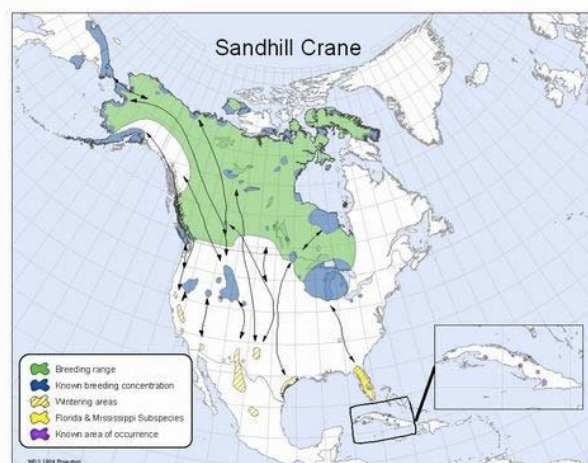 Sandhill Crane
Breeding range
Known breeding concentration
Wintering areas
Florida & Mississippi Subspecies
Known area of occurrence